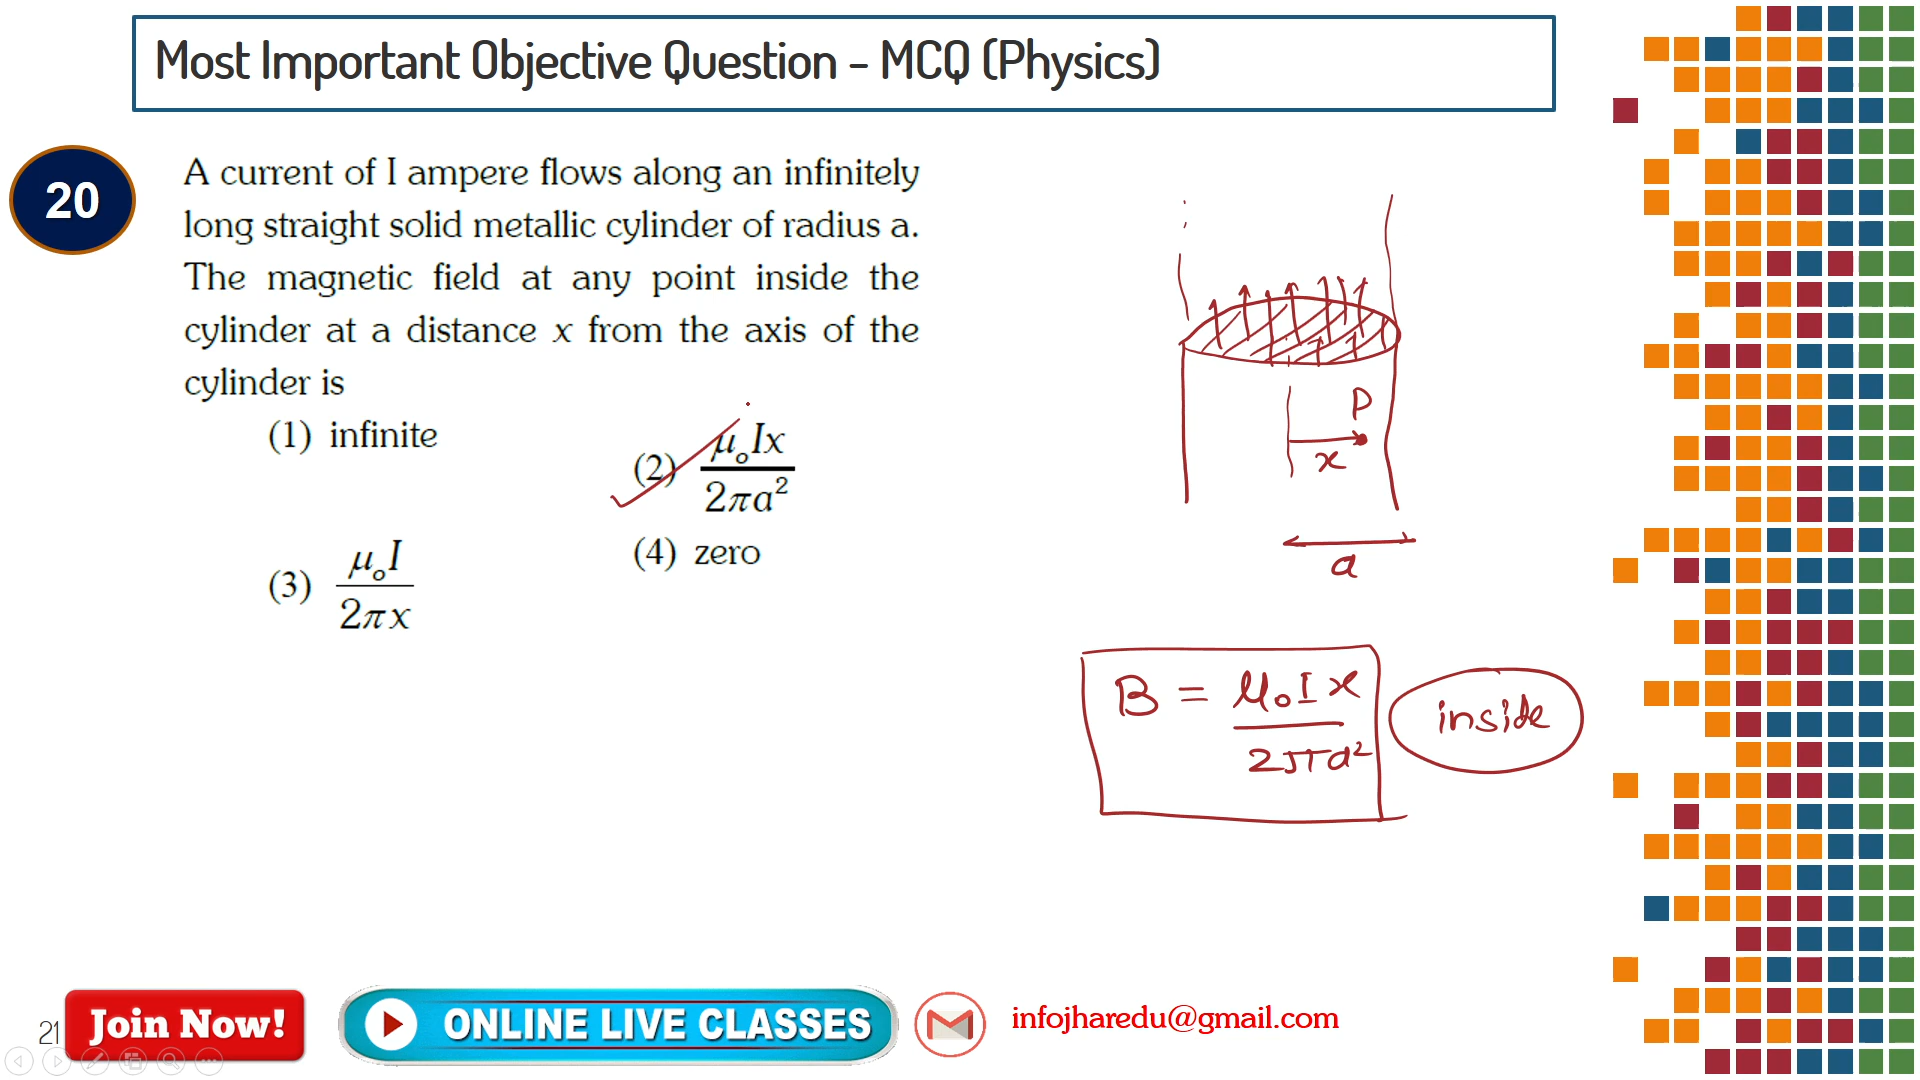 Most Important Objective Question - MCQ (Physics)
20
A current of I ampere flows along an infinitely
long straight solid metallic cylinder of radius a.
The magnetic field at any point inside the
cylinder at a distance x from the axis of the
cylinder is
(1) infinite
(2) μ₀Ix / 2πa²
(3) μ₀I / 2πx
(4) zero
P
x
a
B = μ₀Ix / 2πa²
inside
21
Join Now!
ONLINE LIVE CLASSES
infojharedu@gmail.com